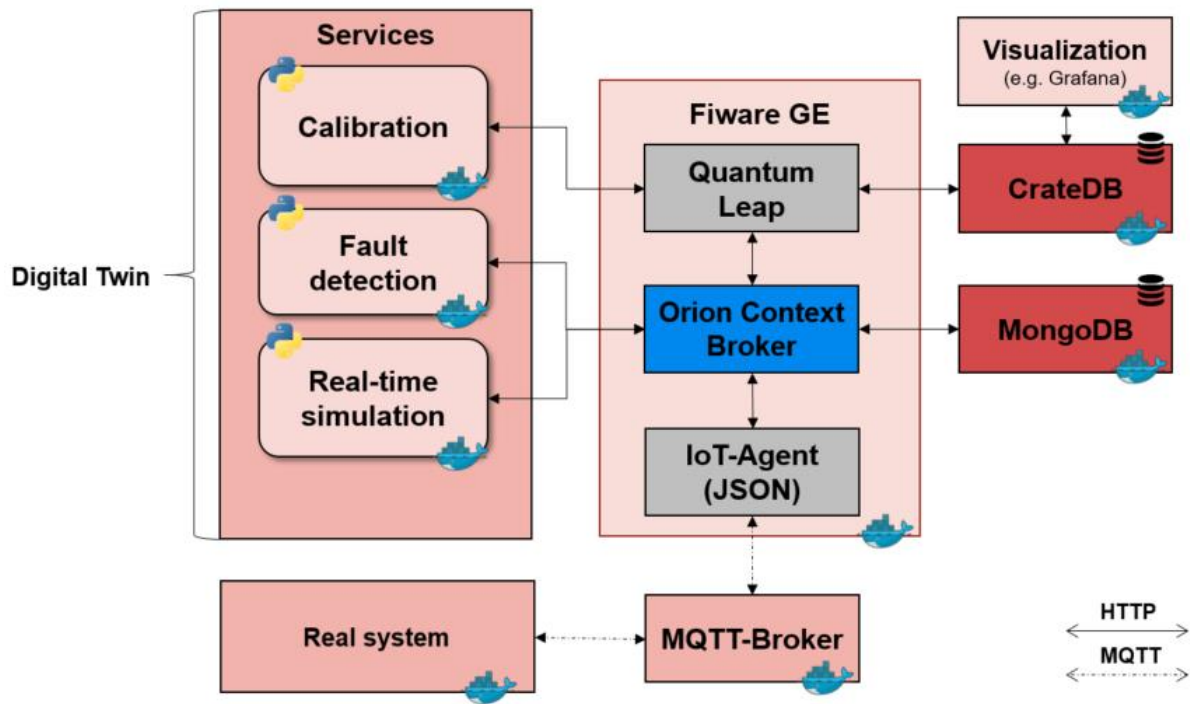 Services
Calibration
Fault
detection
Real-time
simulation
Digital Twin
Fiware GE
Quantum
Leap
Orion Context
Broker
IoT-Agent
(JSON)
Visualization
(e.g. Grafana)
CrateDB
MongoDB
Real system
MQTT-Broker
HTTP
MQTT